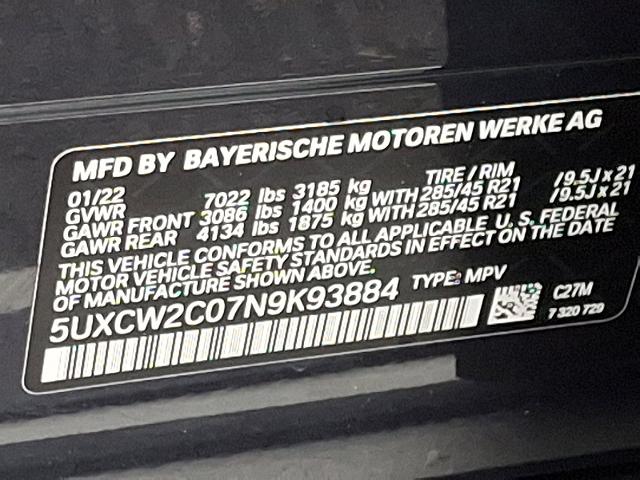 MFD BY BAYERISCHE MOTOREN WERKE AG
01/22 TIRE / RIM
GVWR 7022 lbs 3185 kg
GAWR FRONT 3086 lbs 1400 kg WITH 285/45 R21 /9.5J x 21
GAWR REAR 4134 lbs 1875 kg WITH 285/45 R21 /9.5J x 21
THIS VEHICLE CONFORMS TO ALL APPLICABLE U. S. FEDERAL
MOTOR VEHICLE SAFETY STANDARDS IN EFFECT ON THE DATE
OF MANUFACTURE SHOWN ABOVE.
5UXCW2C07N9K93884 TYPE: MPV
C27M
7 320 729